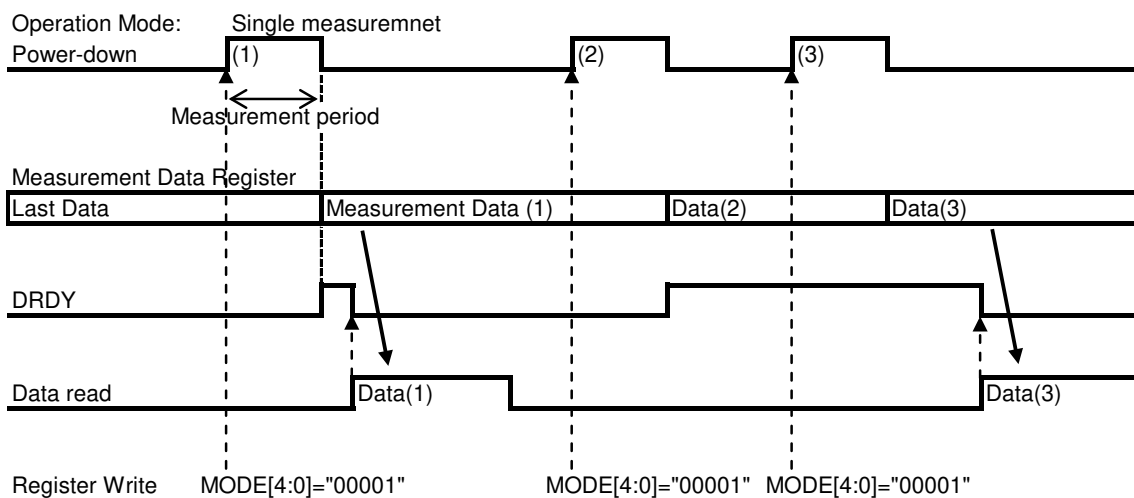 Operation Mode: Single measuremnet
Power-down (1) (2) (3)
Measurement period
Measurement Data Register
Last Data Measurement Data (1) Data(2) Data(3)
DRDY
Data read Data(1) Data(3)
Register Write MODE[4:0]="00001" MODE[4:0]="00001" MODE[4:0]="00001"